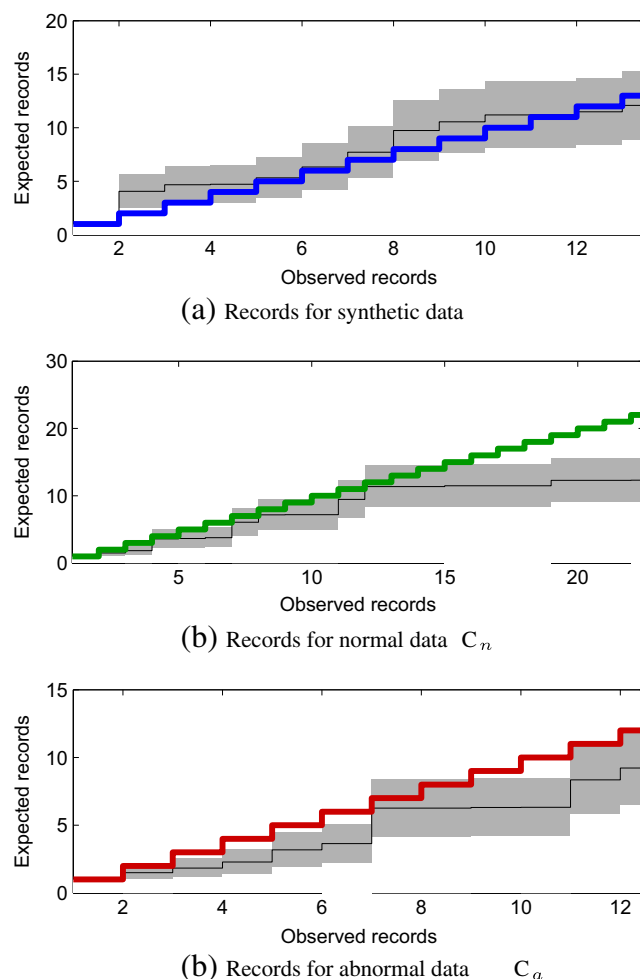 20
15
10
5
0
Expected records
2 4 6 8 10 12
Observed records
(a) Records for synthetic data
30
20
10
0
Expected records
5 10 15 20
Observed records
(b) Records for normal data C n
15
10
5
0
Expected records
2 4 6 8 10 12
Observed records
(b) Records for abnormal data C a